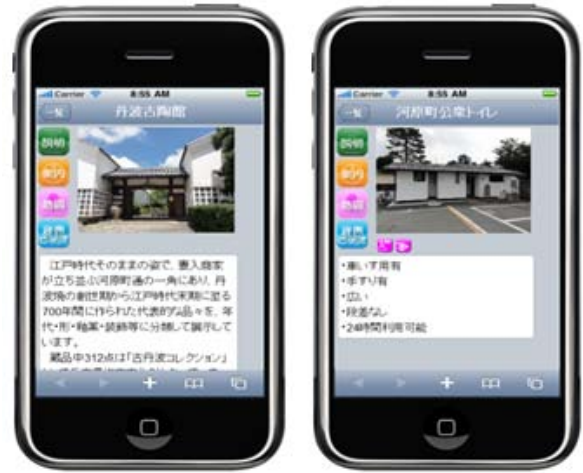 Carrier 8:55 AM
一覧 丹波古陶館
説明
案内
地図
江戸時代そのままの姿で、妻入商家
が立ち並ぶ河原町通の一角にあり、丹
波焼の創世期から江戸時代末期に至る
700年間に作られた代表的な品々を、年
代・形・釉薬・装飾等に分類して展示して
います。
蔵品中312点は「古丹波コレクション」
Carrier 8:55 AM
一覧 河原町公衆トイレ
説明
案内
地図
・車いす用有
・手すり有
・広い
・段差なし
・24時間利用可能